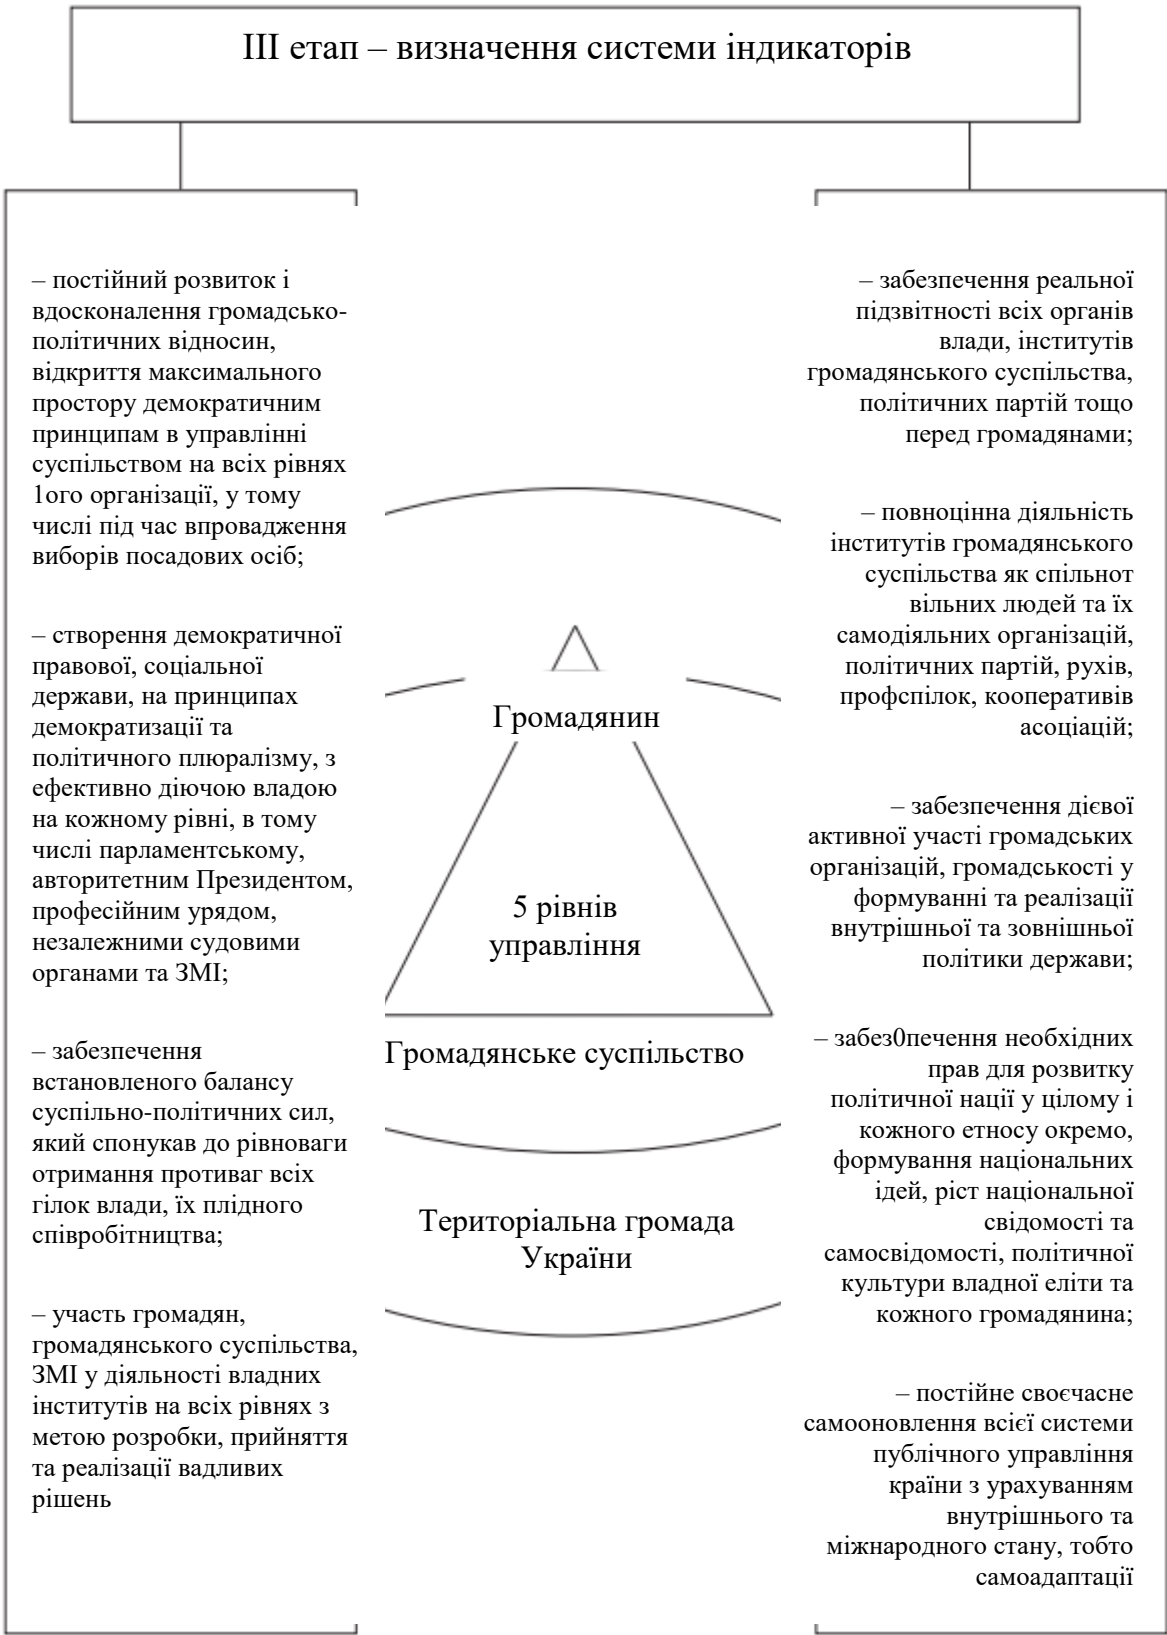 III етап – визначення системи індикаторів
– постійний розвиток і
вдосконалення громадсько-
політичних відносин,
відкриття максимального
простору демократичним
принципам в управлінні
суспільством на всіх рівнях
1ого організації, у тому
числі під час впровадження
виборів посадових осіб;
– створення демократичної
правової, соціальної
держави, на принципах
демократизації та
політичного плюралізму, з
ефективно діючою владою
на кожному рівні, в тому
числі парламентському,
авторитетним Президентом,
професійним урядом,
незалежними судовими
органами та ЗМІ;
– забезпечення
встановленого балансу
суспільно-політичних сил,
який спонукав до рівноваги
отримання противаг всіх
гілок влади, їх плідного
співробітництва;
– участь громадян,
громадянського суспільства,
ЗМІ у діяльності владних
інститутів на всіх рівнях з
метою розробки, прийняття
та реалізації вадливих
рішень
Громадянин
5 рівнів
управління
Громадянське суспільство
Територіальна громада
України
– забезпечення реальної
підзвітності всіх органів
влади, інститутів
громадянського суспільства,
політичних партій тощо
перед громадянами;
– повноцінна діяльність
інститутів громадянського
суспільства як спільнот
вільних людей та їх
самодіяльних організацій,
політичних партій, рухів,
профспілок, кооперативів
асоціацій;
– забезпечення дієвої
активної участі громадських
організацій, громадськості у
формуванні та реалізації
внутрішньої та зовнішньої
політики держави;
– забез0печення необхідних
прав для розвитку
політичної нації у цілому і
кожного етносу окремо,
формування національних
ідей, ріст національної
свідомості та
самосвідомості, політичної
культури владної еліти та
кожного громадянина;
– постійне своєчасне
самооновлення всієї системи
публічного управління
країни з урахуванням
внутрішнього та
міжнародного стану, тобто
самоадаптації